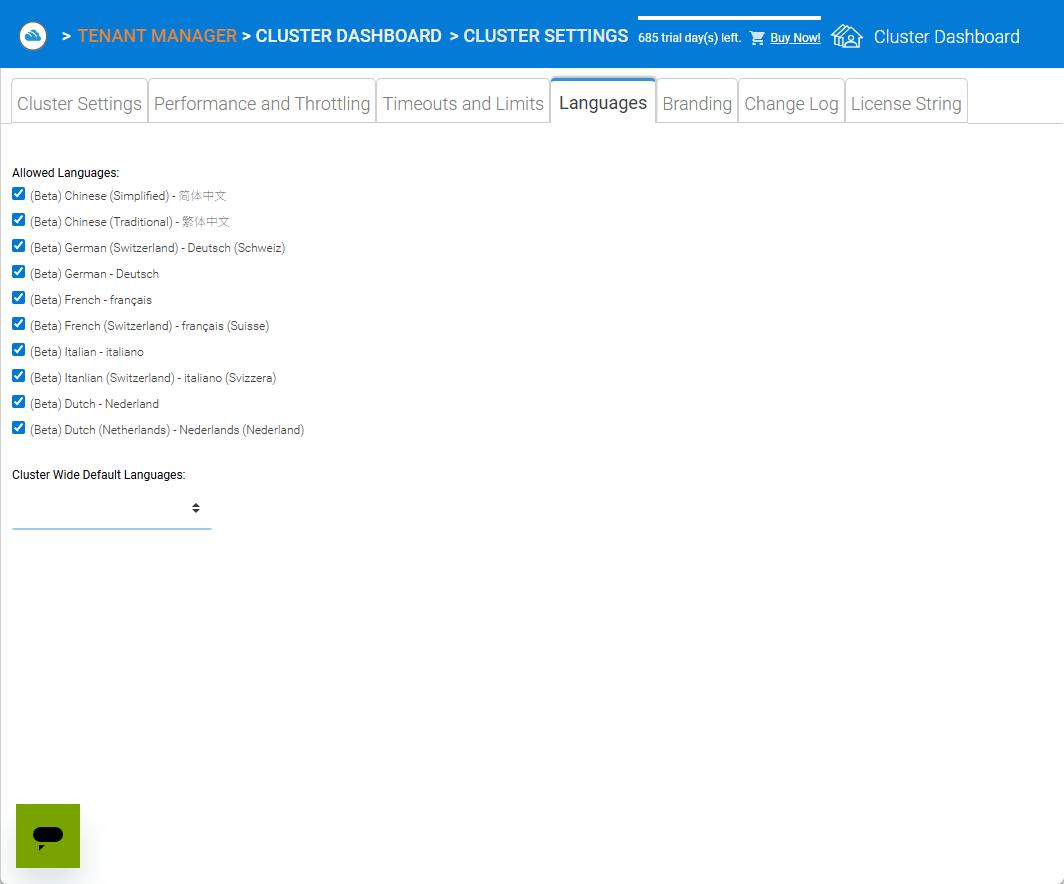 > TENANT MANAGER > CLUSTER DASHBOARD > CLUSTER SETTINGS 685 trial day(s) left. Buy Now! Cluster Dashboard
Cluster Settings Performance and Throttling Timeouts and Limits Languages Branding Change Log License String
Allowed Languages:
(Beta) Chinese (Simplified) - 简体中文
(Beta) Chinese (Traditional) - 繁体中文
(Beta) German (Switzerland) - Deutsch (Schweiz)
(Beta) German - Deutsch
(Beta) French - français
(Beta) French (Switzerland) - français (Suisse)
(Beta) Italian - italiano
(Beta) Itanlian (Switzerland) - italiano (Svizzera)
(Beta) Dutch - Nederland
(Beta) Dutch (Netherlands) - Nederlands (Nederland)
Cluster Wide Default Languages: